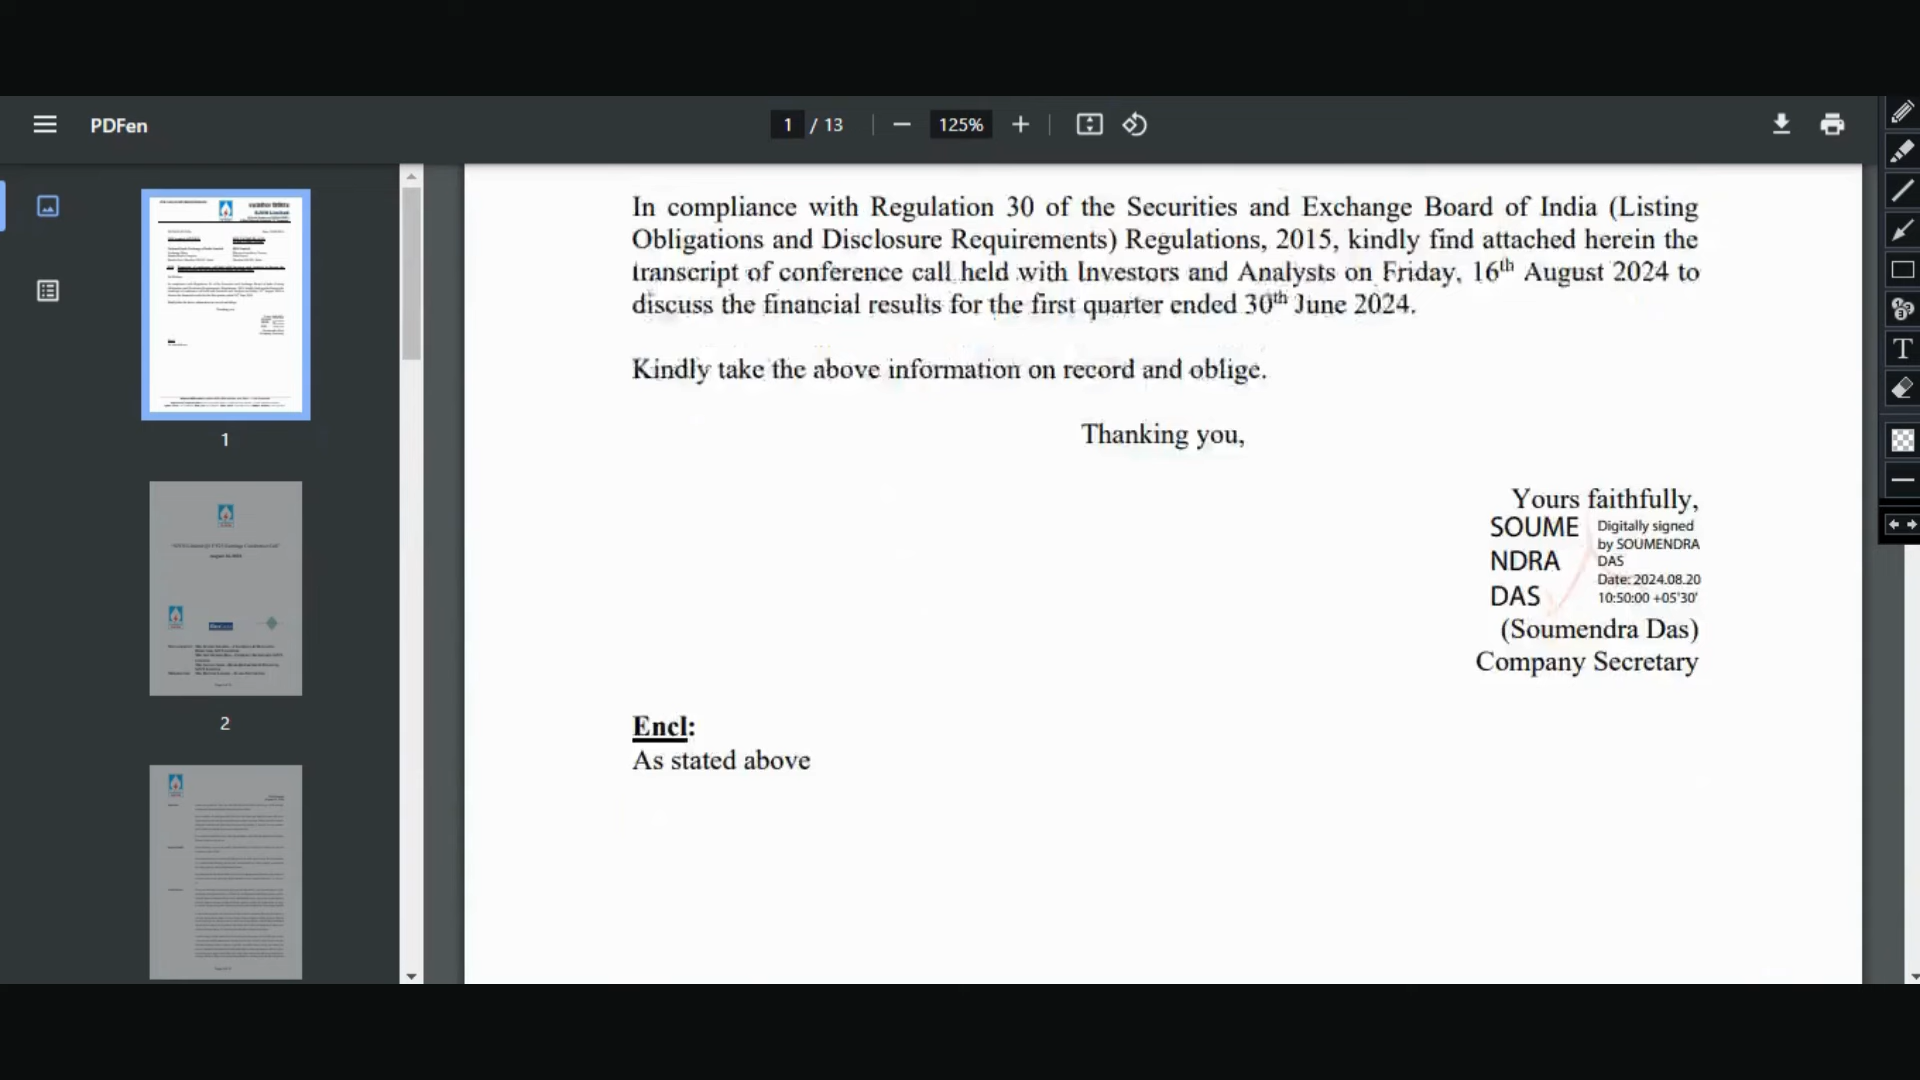 PDFen
1 / 13
125%
In compliance with Regulation 30 of the Securities and Exchange Board of India (Listing
Obligations and Disclosure Requirements) Regulations, 2015, kindly find attached herein the
transcript of conference call held with Investors and Analysts on Friday, 16th August 2024 to
discuss the financial results for the first quarter ended 30th June 2024.
Kindly take the above information on record and oblige.
Thanking you,
Yours faithfully,
SOUME
NDRA
DAS
Digitally signed
by SOUMENDRA
DAS
Date: 2024.08.20
10:50:00 +05'30'
(Soumendra Das)
Company Secretary
Encl:
As stated above
1
2
T